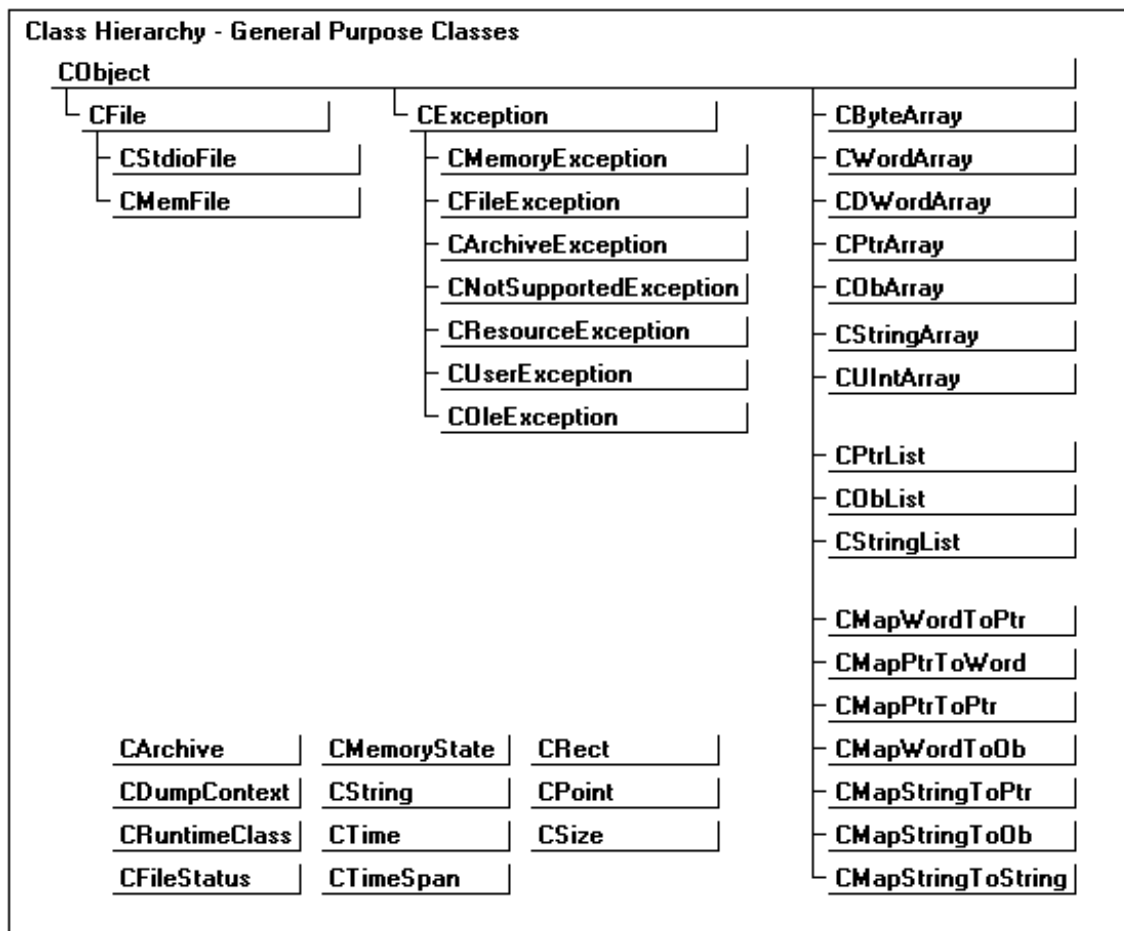 Class Hierarchy - General Purpose Classes
CObject
CFile
CStdioFile
CMemFile
CException
CMemoryException
CFileException
CArchiveException
CNotSupportedException
CResourceException
CUserException
COleException
CByteArray
CWordArray
CDWordArray
CPtrArray
CObArray
CStringArray
CUIntArray
CPtrList
CObList
CStringList
CMapWordToPtr
CMapPtrToWord
CMapPtrToPtr
CMapWordToOb
CMapStringToPtr
CMapStringToOb
CMapStringToString
CArchive
CDumpContext
CRuntimeClass
CFileStatus
CMemoryState
CString
CTime
CTimeSpan
CRect
CPoint
CSize